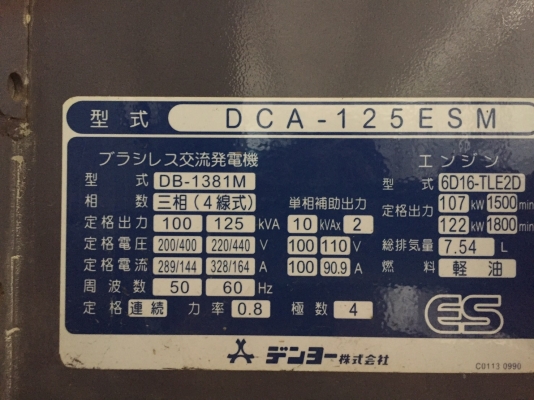 型式 DCA-125ESM
ブラシレス交流発電機
型式 DB-1381M
相数 三相(4線式) 単相補助出力
定格出力 100 125 kVA 10 kVAx 2
定格電圧 200/400 220/440 V 100 110 V
定格電流 289/144 328/164 A 100 90.9 A
周波数 50 60 Hz
定格 連続 力率 0.8 極数 4
エンジン
型式 6D16-TLE2D
定格出力 107 kW 1500 min
122 kW 1800 min
総排気量 7.54 L
燃料 軽油
ES
デンヨー株式会社
C0113 0990